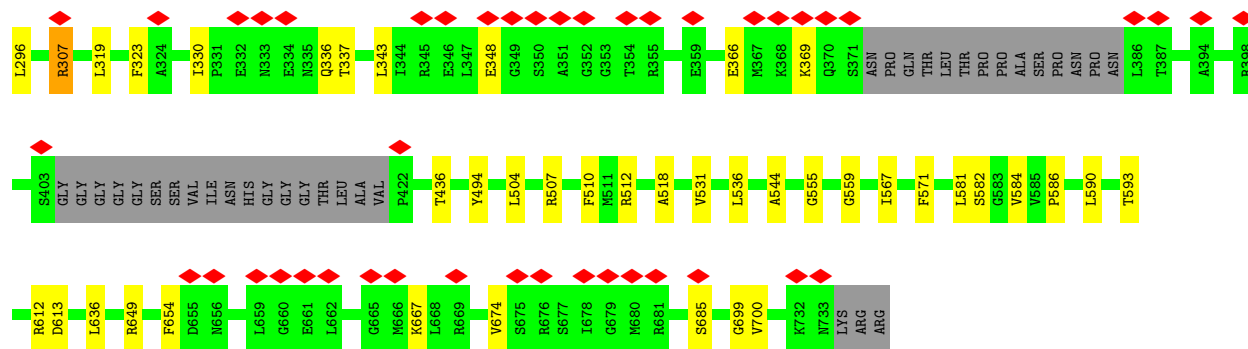 L296 R307 L319 F323 A324 I330 P331 E332 N333 E334 N335 Q336 T337 L343 I344 R345 E346 L347 E348 G349 S350 A351 G352 G353 T354 R355 E359 E366 M367 K368 K369 Q370 S371 ASN PRO GLN THR LEU THR PRO PRO ALA SER PRO ASN PRO ASN L386 T387 A394 R398
S403 GLY GLY GLY GLY GLY SER SER VAL ILE ASN HIS GLY GLY GLY THR LEU ALA VAL P422 T436 Y494 L504 R507 F510 M511 R512 A518 V531 L536 A544 G555 G559 I567 F571 L581 S582 G583 V584 V585 P586 L590 T593
R612 D613 L636 R649 F654 D655 N656 L659 G660 E661 L662 G665 M666 K667 L668 R669 V674 S675 R676 S677 I678 G679 M680 R681 S685 G699 V700 K732 N733 LYS ARG ARG